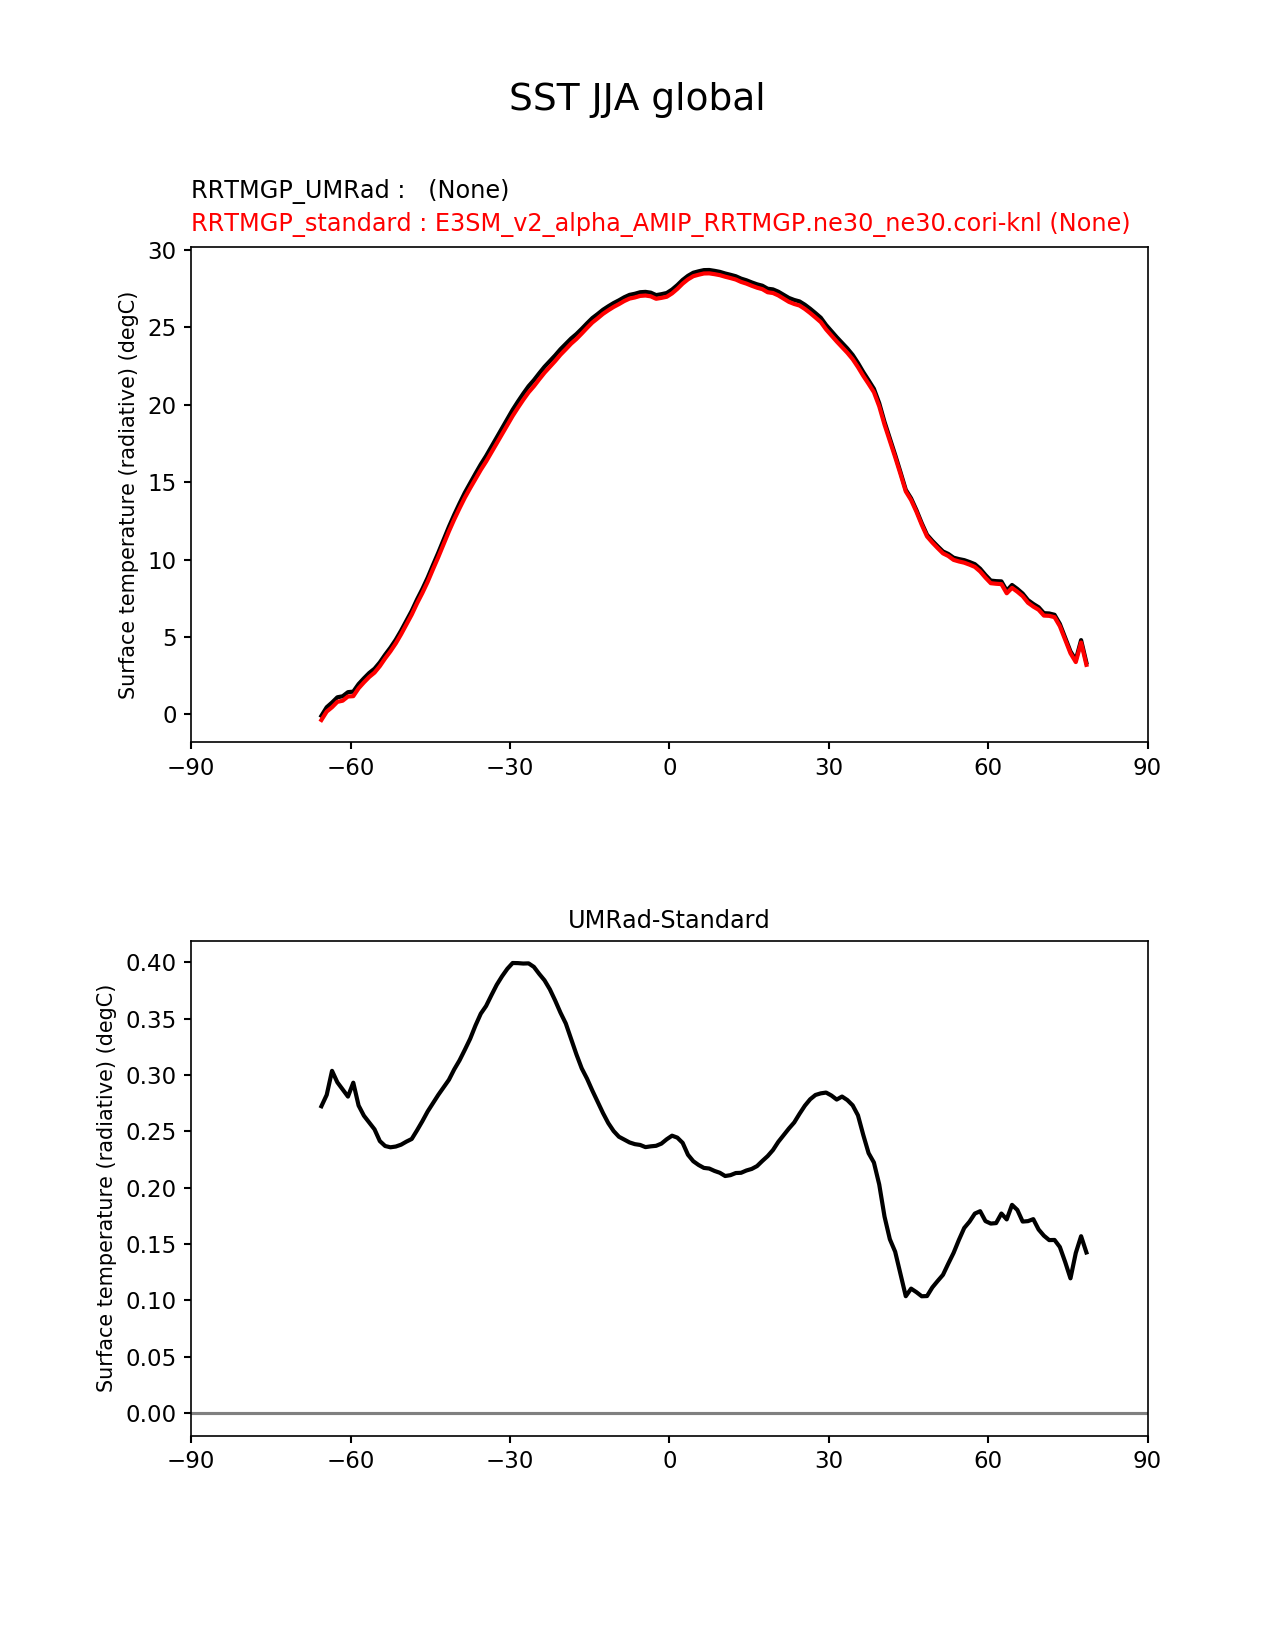 SST JJA global
RRTMGP_UMRad :   (None)
RRTMGP_standard : E3SM_v2_alpha_AMIP_RRTMGP.ne30_ne30.cori-knl (None)
Surface temperature (radiative) (degC)
30
25
20
15
10
5
0
−90 −60 −30 0 30 60 90
UMRad-Standard
Surface temperature (radiative) (degC)
0.40
0.35
0.30
0.25
0.20
0.15
0.10
0.05
0.00
−90 −60 −30 0 30 60 90